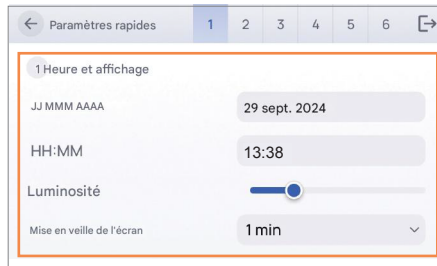 Paramètres rapides 1 2 3 4 5 6
1 Heure et affichage
JJ MMM AAAA 29 sept. 2024
HH:MM 13:38
Luminosité
Mise en veille de l'écran 1 min